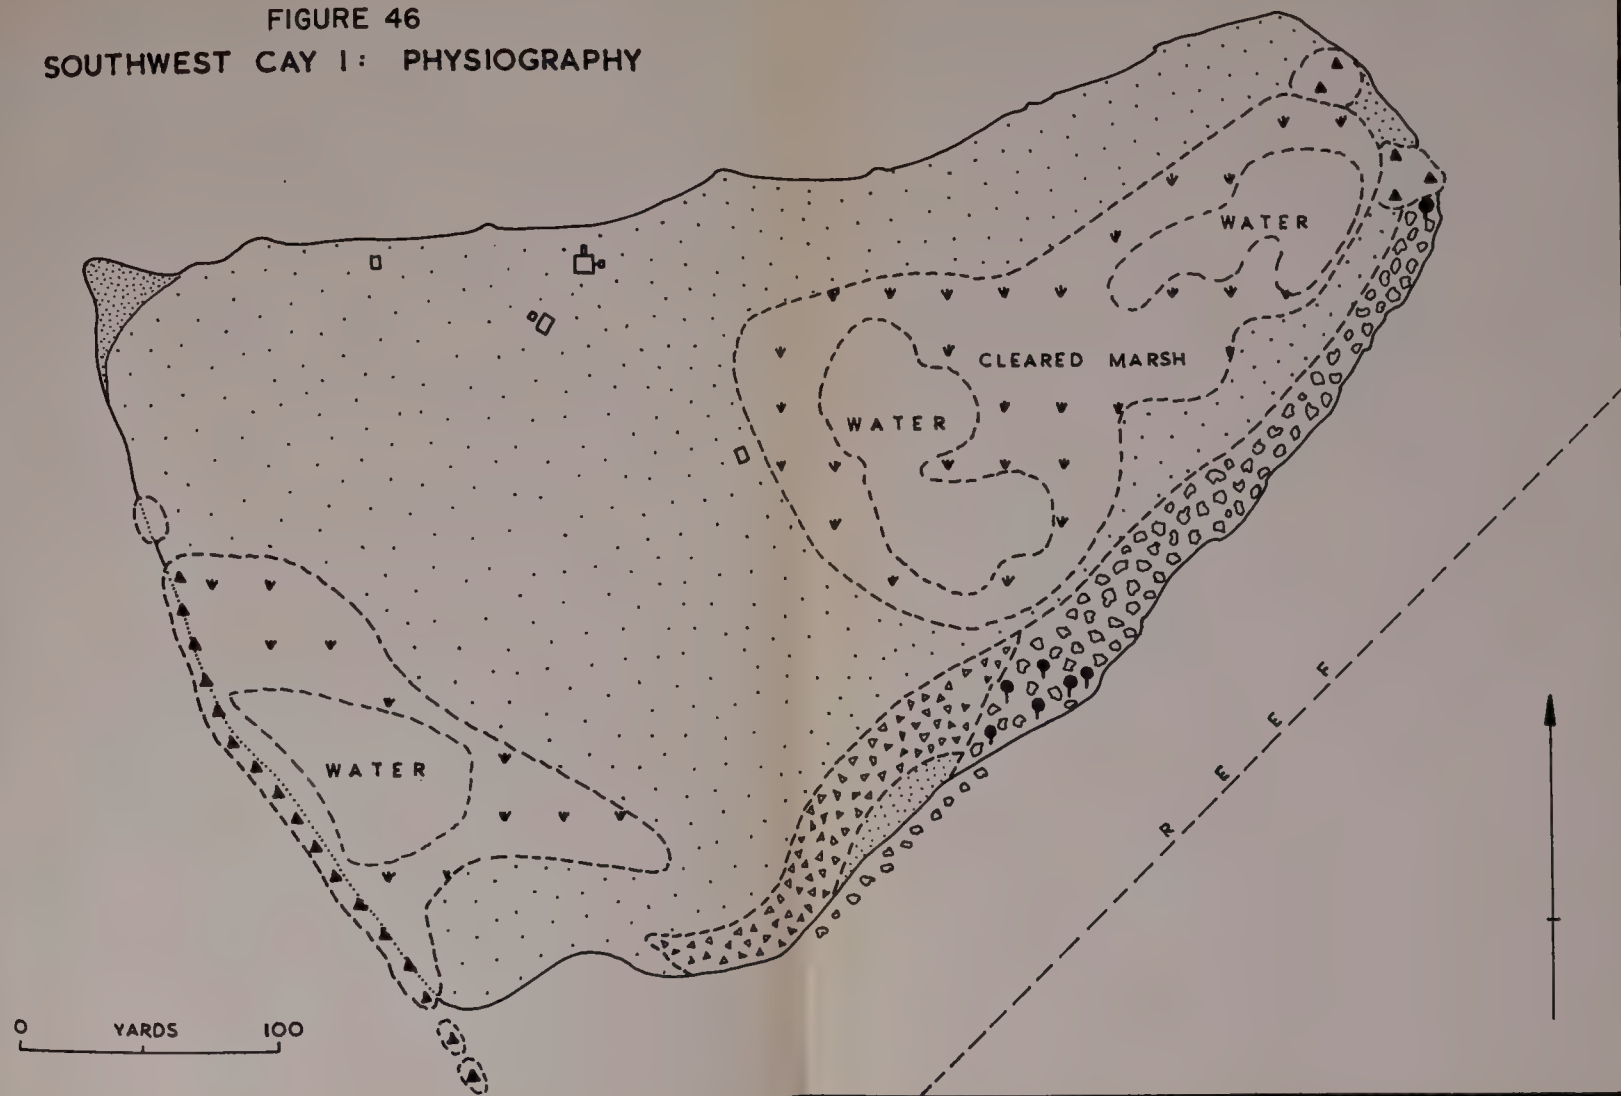 FIGURE 46
SOUTHWEST CAY I: PHYSIOGRAPHY
WATER
CLEARED MARSH
WATER
WATER
REEF
0 YARDS 100